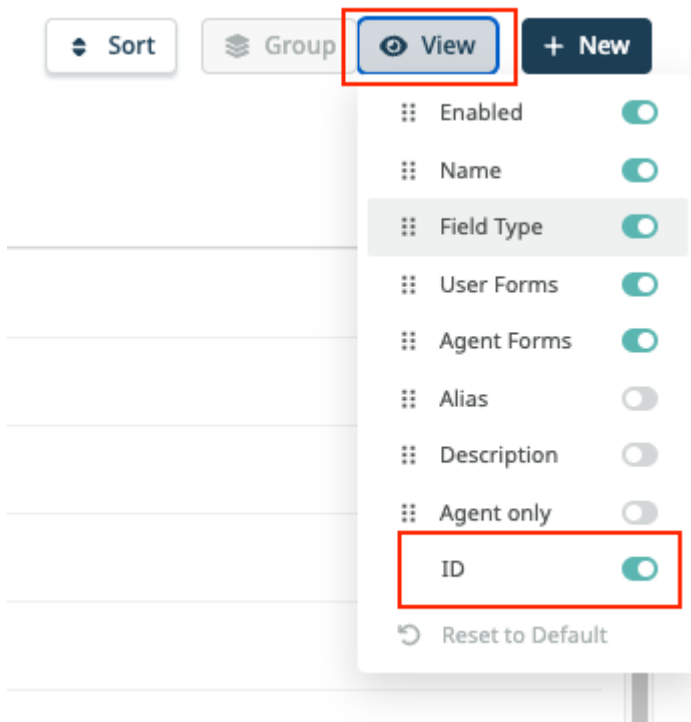 Sort Group View + New
Enabled
Name
Field Type
User Forms
Agent Forms
Alias
Description
Agent only
ID
Reset to Default